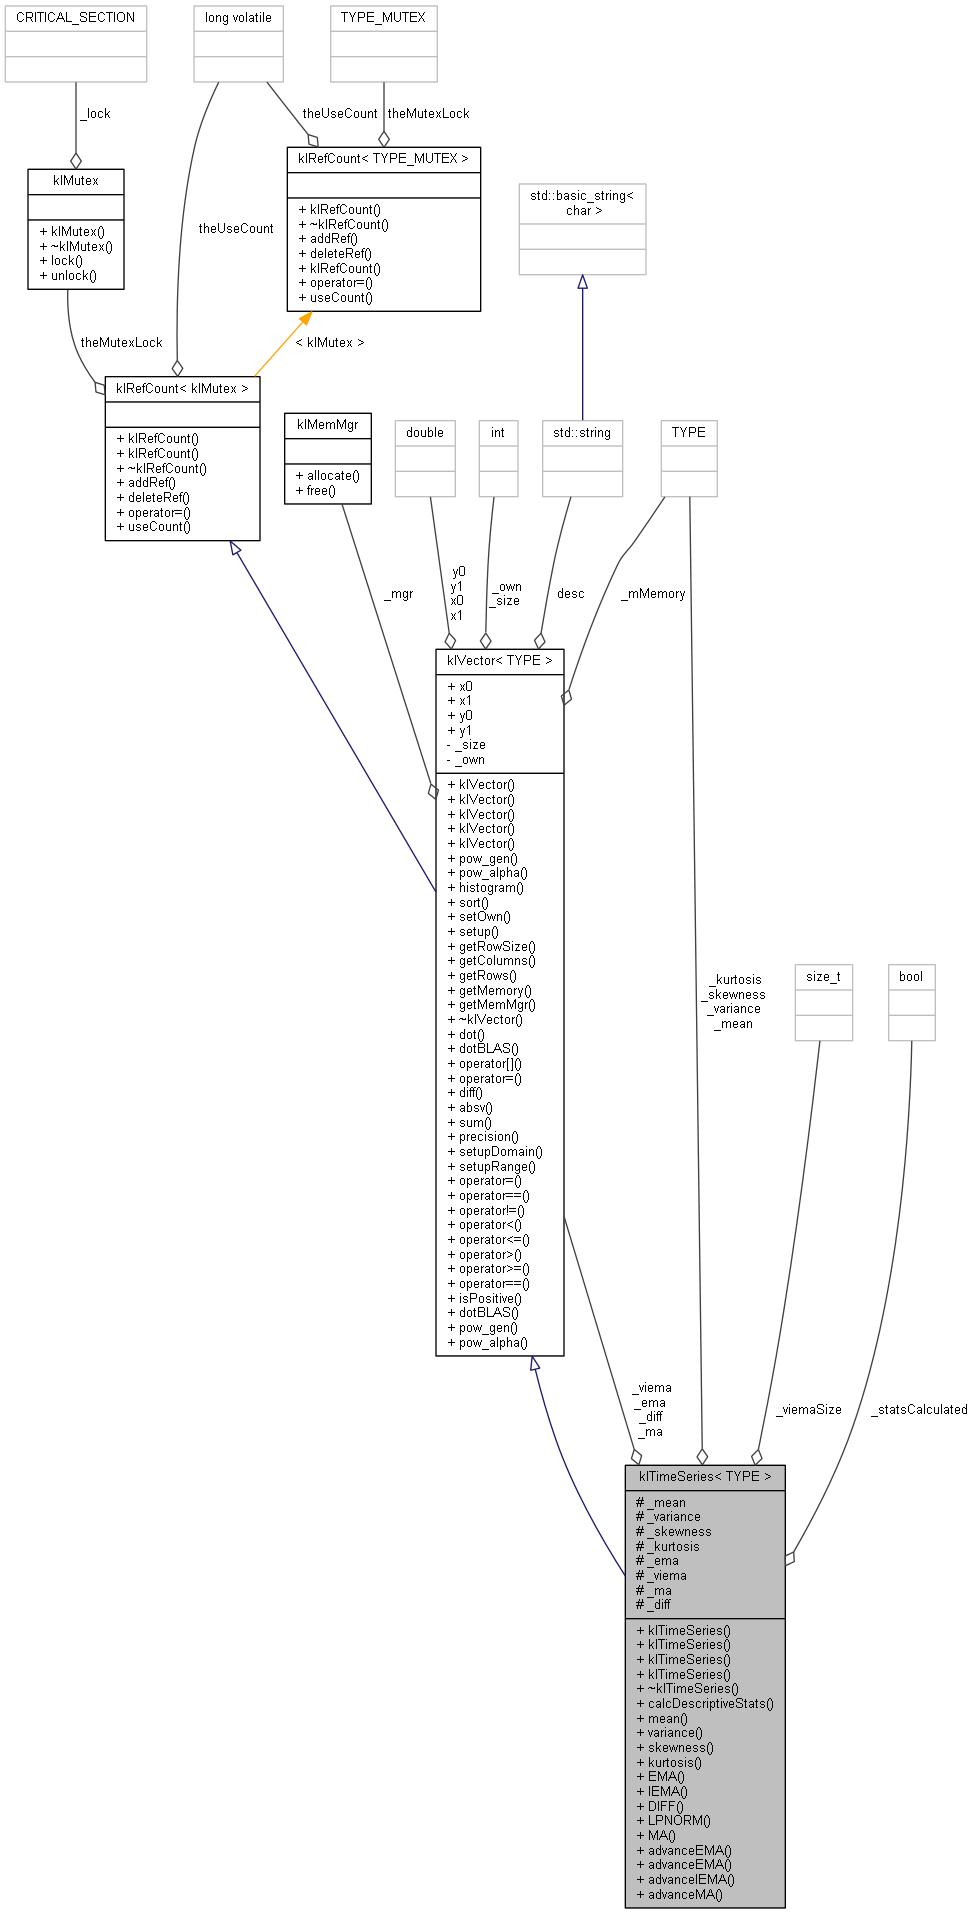 CRITICAL_SECTION
long volatile
TYPE_MUTEX
_lock
theUseCount
theMutexLock
klRefCount< TYPE_MUTEX >
+ klRefCount()
+ ~klRefCount()
+ addRef()
+ deleteRef()
+ klRefCount()
+ operator=()
+ useCount()
klMutex
+ klMutex()
+ ~klMutex()
+ lock()
+ unlock()
theUseCount
std::basic_string<
char >
theMutexLock
< klMutex >
klRefCount< klMutex >
+ klRefCount()
+ klRefCount()
+ ~klRefCount()
+ addRef()
+ deleteRef()
+ operator=()
+ useCount()
klMemMgr
+ allocate()
+ free()
double
int
std::string
TYPE
_mgr
y0
y1
x0
x1
_own
_size
desc
_mMemory
klVector< TYPE >
+ x0
+ x1
+ y0
+ y1
- _size
- _own
+ klVector()
+ klVector()
+ klVector()
+ klVector()
+ klVector()
+ pow_gen()
+ pow_alpha()
+ histogram()
+ sort()
+ setOwn()
+ setup()
+ getRowSize()
+ getColumns()
+ getRows()
+ getMemory()
+ getMemMgr()
+ ~klVector()
+ dot()
+ dotBLAS()
+ operator[]()
+ operator=()
+ diff()
+ absv()
+ sum()
+ precision()
+ setupDomain()
+ setupRange()
+ operator=()
+ operator==()
+ operator!=()
+ operator<()
+ operator<=()
+ operator>()
+ operator>=()
+ operator==()
+ isPositive()
+ dotBLAS()
+ pow_gen()
+ pow_alpha()
_kurtosis
_skewness
_variance
_mean
size_t
bool
_viema
_ema
_diff
_ma
_viemaSize
_statsCalculated
klTimeSeries< TYPE >
# _mean
# _variance
# _skewness
# _kurtosis
# _ema
# _viema
# _ma
# _diff
+ klTimeSeries()
+ klTimeSeries()
+ klTimeSeries()
+ klTimeSeries()
+ ~klTimeSeries()
+ calcDescriptiveStats()
+ mean()
+ variance()
+ skewness()
+ kurtosis()
+ EMA()
+ IEMA()
+ DIFF()
+ LPNORM()
+ MA()
+ advanceEMA()
+ advanceEMA()
+ advanceIEMA()
+ advanceMA()